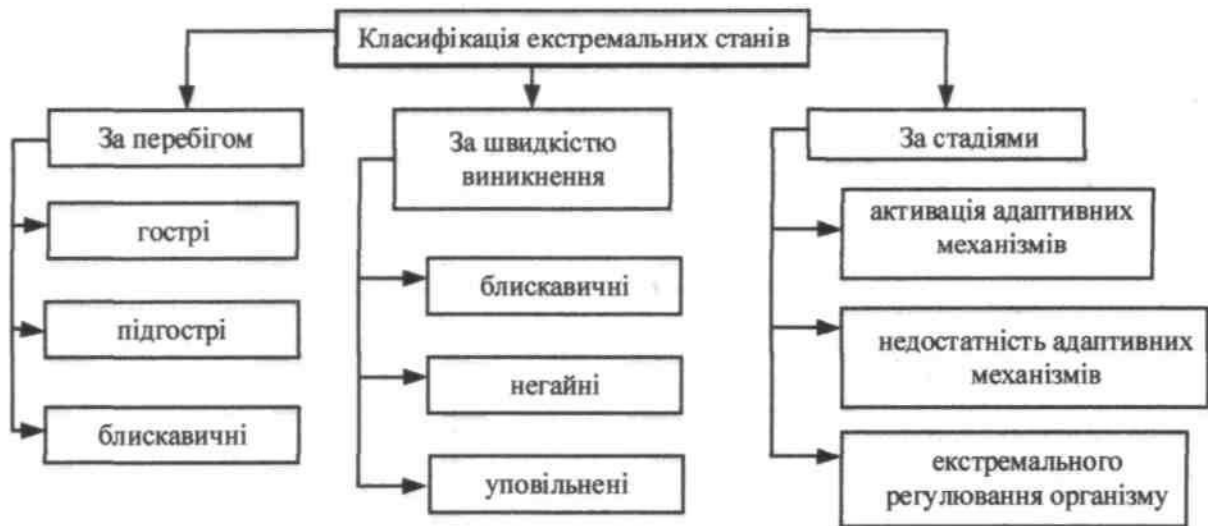 Класифікація екстремальних станів
За перебігом
гострі
підгострі
блискавичні
За швидкістю
виникнення
блискавичні
негайні
уповільнені
За стадіями
активація адаптивних
механізмів
недостатність адаптивних
механізмів
екстремального
регулювання організму